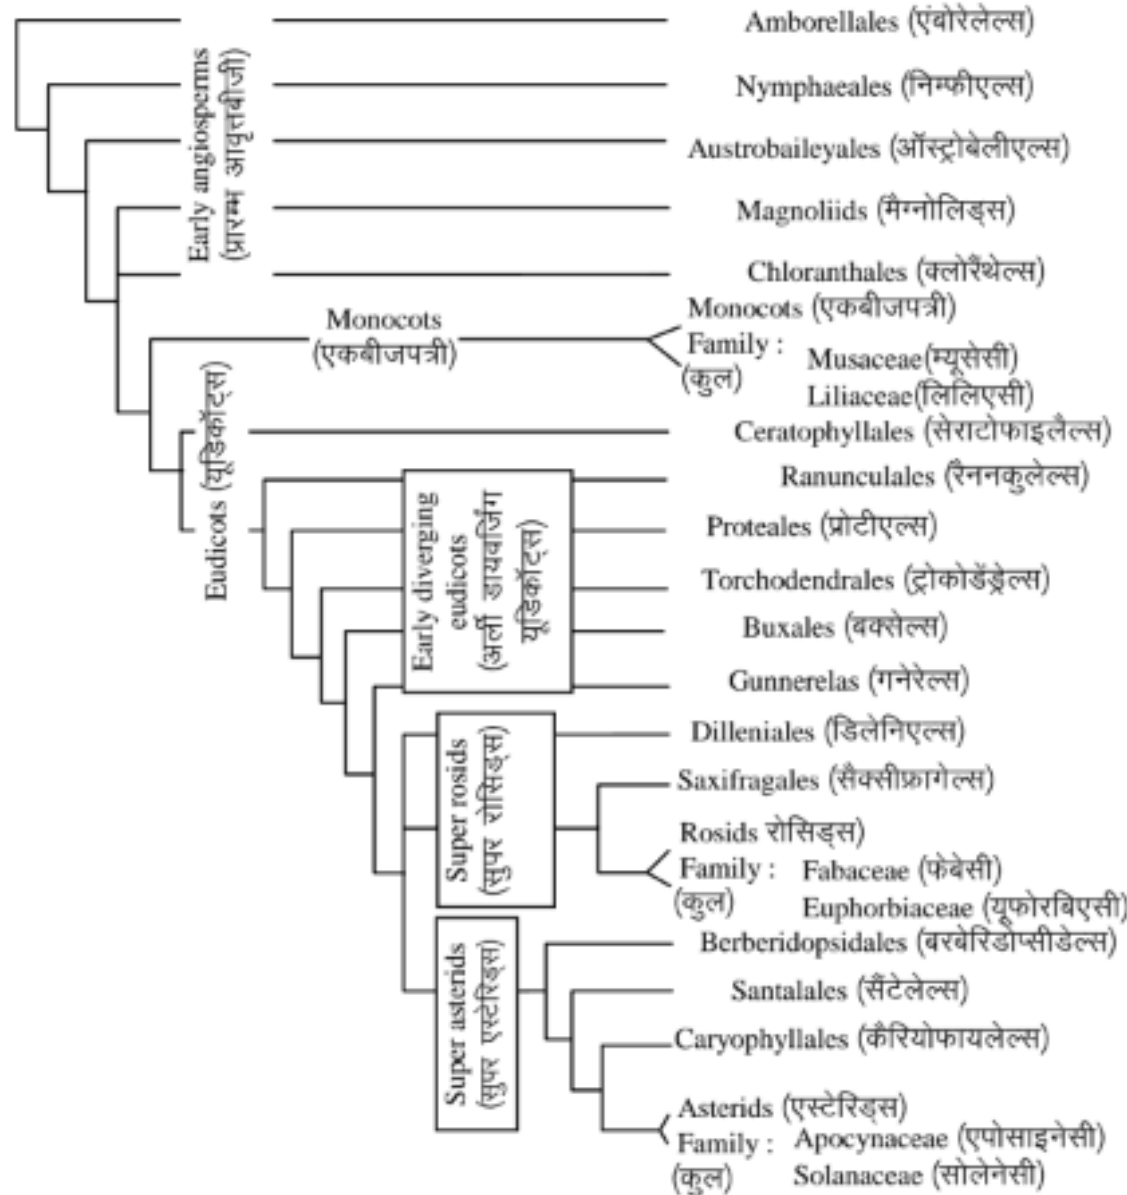 Amborellales (एंबोरेलेल्स)
Nymphaeales (निम्फीएल्स)
Early angiosperms
(प्रारम्भ आवृत्तबीजी)
Austrobaileyales (ऑस्ट्रोबेलीएल्स)
Magnoliids (मैग्नोलिड्स)
Chloranthales (क्लोरैंथेल्स)
Monocots
(एकबीजपत्री)
Monocots (एकबीजपत्री)
Family :
(कुल)
Musaceae(म्यूसेसी)
Liliaceae(लिलिएसी)
Eudicots (यूडिकॉट्स)
Ceratophyllales (सेराटोफाइलैल्स)
Early diverging
eudicots
(अर्ली डायवर्जिंग
यूडिकॉट्स)
Ranunculales (रैननकुलेल्स)
Proteales (प्रोटीएल्स)
Torchodendrales (ट्रोकोडेंड्रेल्स)
Buxales (बक्सेल्स)
Gunnerelas (गनेरेल्स)
Super rosids
(सुपर रोसिड्स)
Dilleniales (डिलेनिएल्स)
Saxifragales (सैक्सीफ्रागेल्स)
Rosids रोसिड्स)
Family :
(कुल)
Fabaceae (फेबेसी)
Euphorbiaceae (यूफोरबिएसी)
Super asterids
(सुपर एस्टेरिड्स)
Berberidopsidales (बरबेरिडोप्सीडेल्स)
Santalales (सैंटेलेल्स)
Caryophyllales (कैरियोफायलेल्स)
Asterids (एस्टेरिड्स)
Family :
(कुल)
Apocynaceae (एपोसाइनेसी)
Solanaceae (सोलेनेसी)